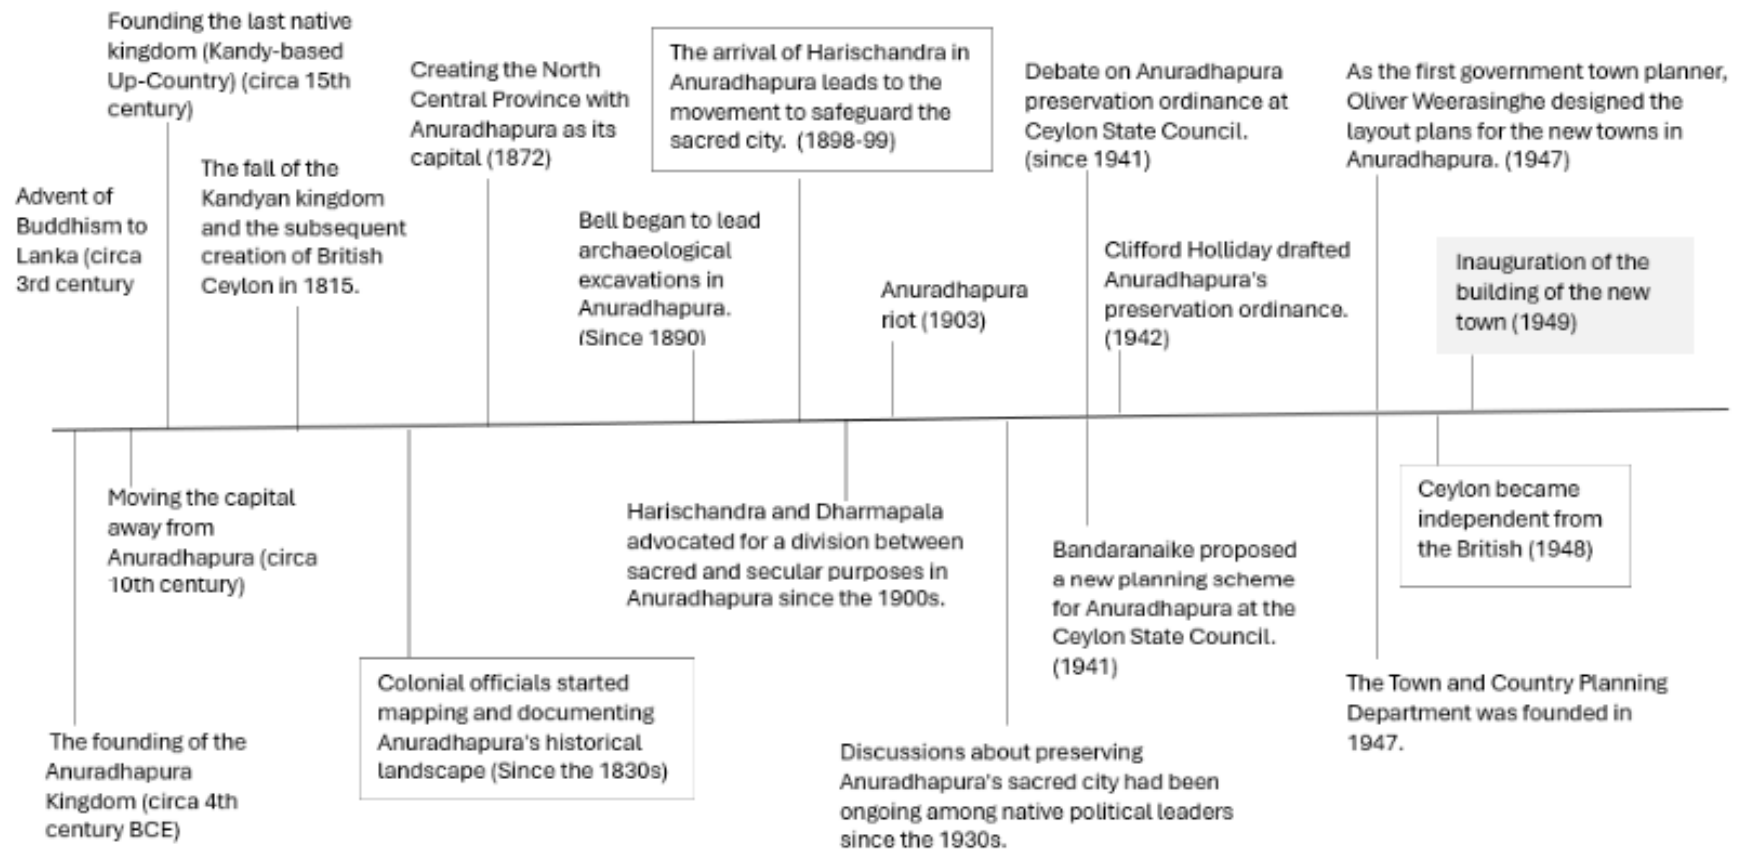 Founding the last native
kingdom (Kandy-based
Up-Country) (circa 15th
century)
The fall of the
Kandyan kingdom
and the subsequent
creation of British
Ceylon in 1815.
Advent of
Buddhism to
Lanka (circa
3rd century
Creating the North
Central Province with
Anuradhapura as its
capital (1872)
Bell began to lead
archaeological
excavations in
Anuradhapura.
(Since 1890)
The arrival of Harischandra in
Anuradhapura leads to the
movement to safeguard the
sacred city. (1898-99)
Anuradhapura
riot (1903)
Debate on Anuradhapura
preservation ordinance at
Ceylon State Council.
(since 1941)
Clifford Holliday drafted
Anuradhapura's
preservation ordinance.
(1942)
As the first government town planner,
Oliver Weerasinghe designed the
layout plans for the new towns in
Anuradhapura. (1947)
Inauguration of the
building of the new
town (1949)
Moving the capital
away from
Anuradhapura (circa
10th century)
The founding of the
Anuradhapura
Kingdom (circa 4th
century BCE)
Colonial officials started
mapping and documenting
Anuradhapura's historical
landscape (Since the 1830s)
Harischandra and Dharmapala
advocated for a division between
sacred and secular purposes in
Anuradhapura since the 1900s.
Discussions about preserving
Anuradhapura's sacred city had been
ongoing among native political leaders
since the 1930s.
Bandaranaike proposed
a new planning scheme
for Anuradhapura at the
Ceylon State Council.
(1941)
Ceylon became
independent from
the British (1948)
The Town and Country Planning
Department was founded in
1947.